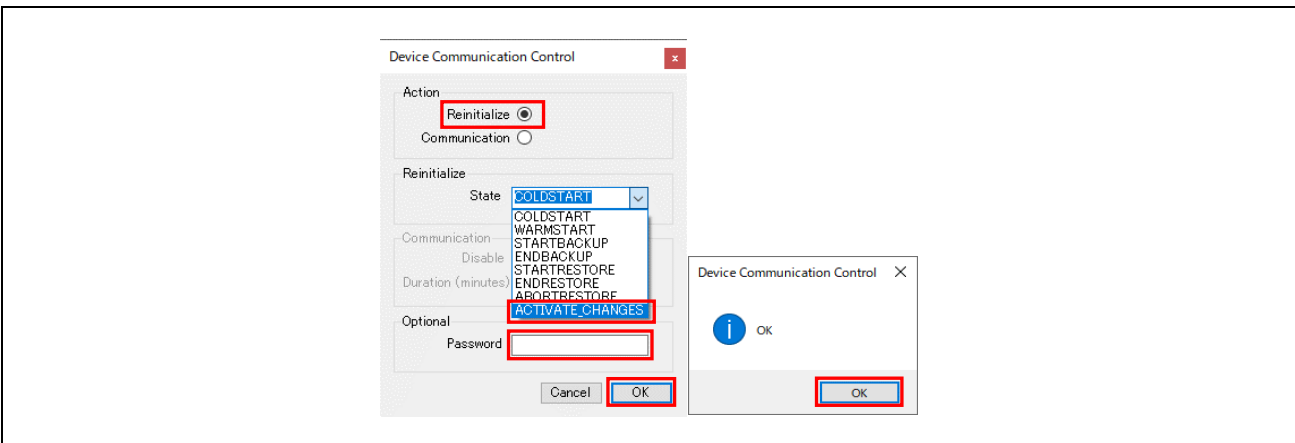 Device Communication Control
x
Action
Reinitialize
Communication
Reinitialize
State COLDSTART
COLDSTART
WARMSTART
STARTBACKUP
ENDBACKUP
STARTRESTORE
ENDRESTORE
ABORTRESTORE
ACTIVATE_CHANGES
Communication
Disable
Duration (minutes)
Optional
Password
Cancel OK
Device Communication Control
i OK
OK